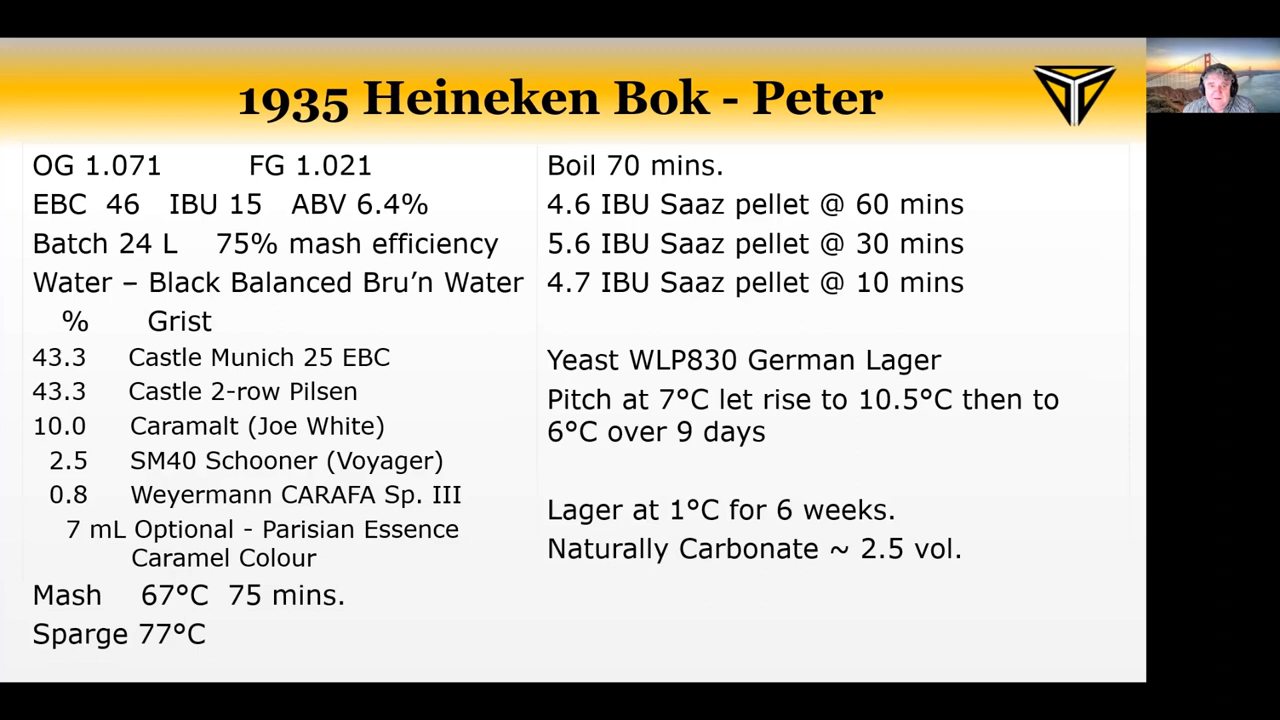 1935 Heineken Bok - Peter
OG 1.071 FG 1.021
EBC 46 IBU 15 ABV 6.4%
Batch 24 L 75% mash efficiency
Water – Black Balanced Bru’n Water
% Grist
43.3 Castle Munich 25 EBC
43.3 Castle 2-row Pilsen
10.0 Caramalt (Joe White)
2.5 SM40 Schooner (Voyager)
0.8 Weyermann CARAFA Sp. III
7 mL Optional - Parisian Essence
Caramel Colour
Mash 67°C 75 mins.
Sparge 77°C
Boil 70 mins.
4.6 IBU Saaz pellet @ 60 mins
5.6 IBU Saaz pellet @ 30 mins
4.7 IBU Saaz pellet @ 10 mins
Yeast WLP830 German Lager
Pitch at 7°C let rise to 10.5°C then to
6°C over 9 days
Lager at 1°C for 6 weeks.
Naturally Carbonate ~ 2.5 vol.